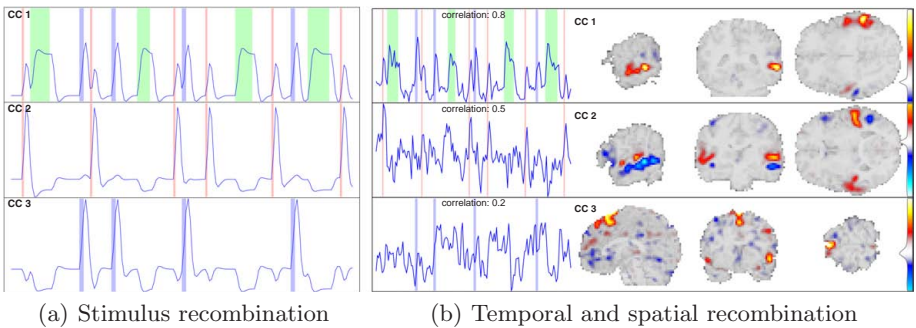 CC 1
CC 2
CC 3
correlation: 0.8
CC 1
correlation: 0.5
CC 2
correlation: 0.2
CC 3
(a) Stimulus recombination
(b) Temporal and spatial recombination